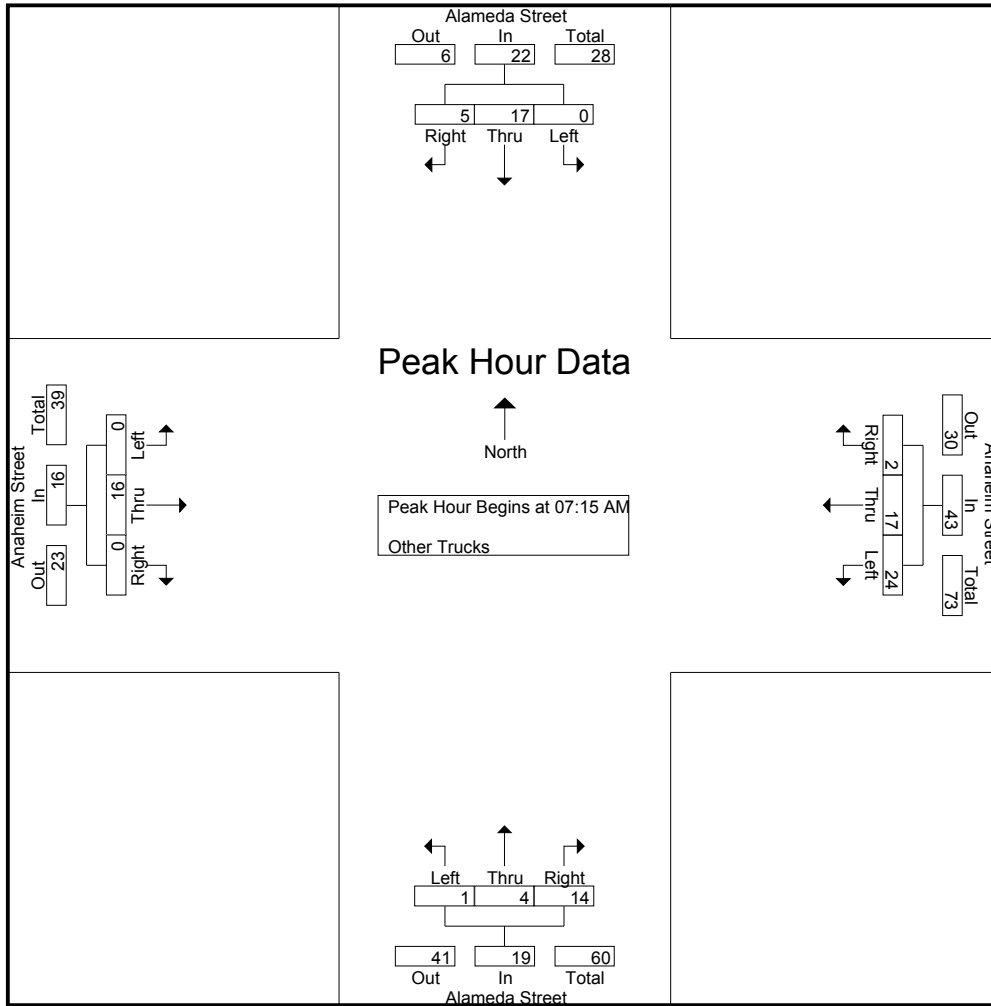 Alameda Street
Out In Total
6 22 28
5 17 0
Right Thru Left
Peak Hour Data
North
Peak Hour Begins at 07:15 AM
Other Trucks
Anaheim Street
Out In Total
23 16 39
Right Thru Left
0 16 0
Anaheim Street
Out In Total
30 43 73
Right Thru Left
2 17 24
Left Thru Right
1 4 14
41 19 60
Out In Total
Alameda Street